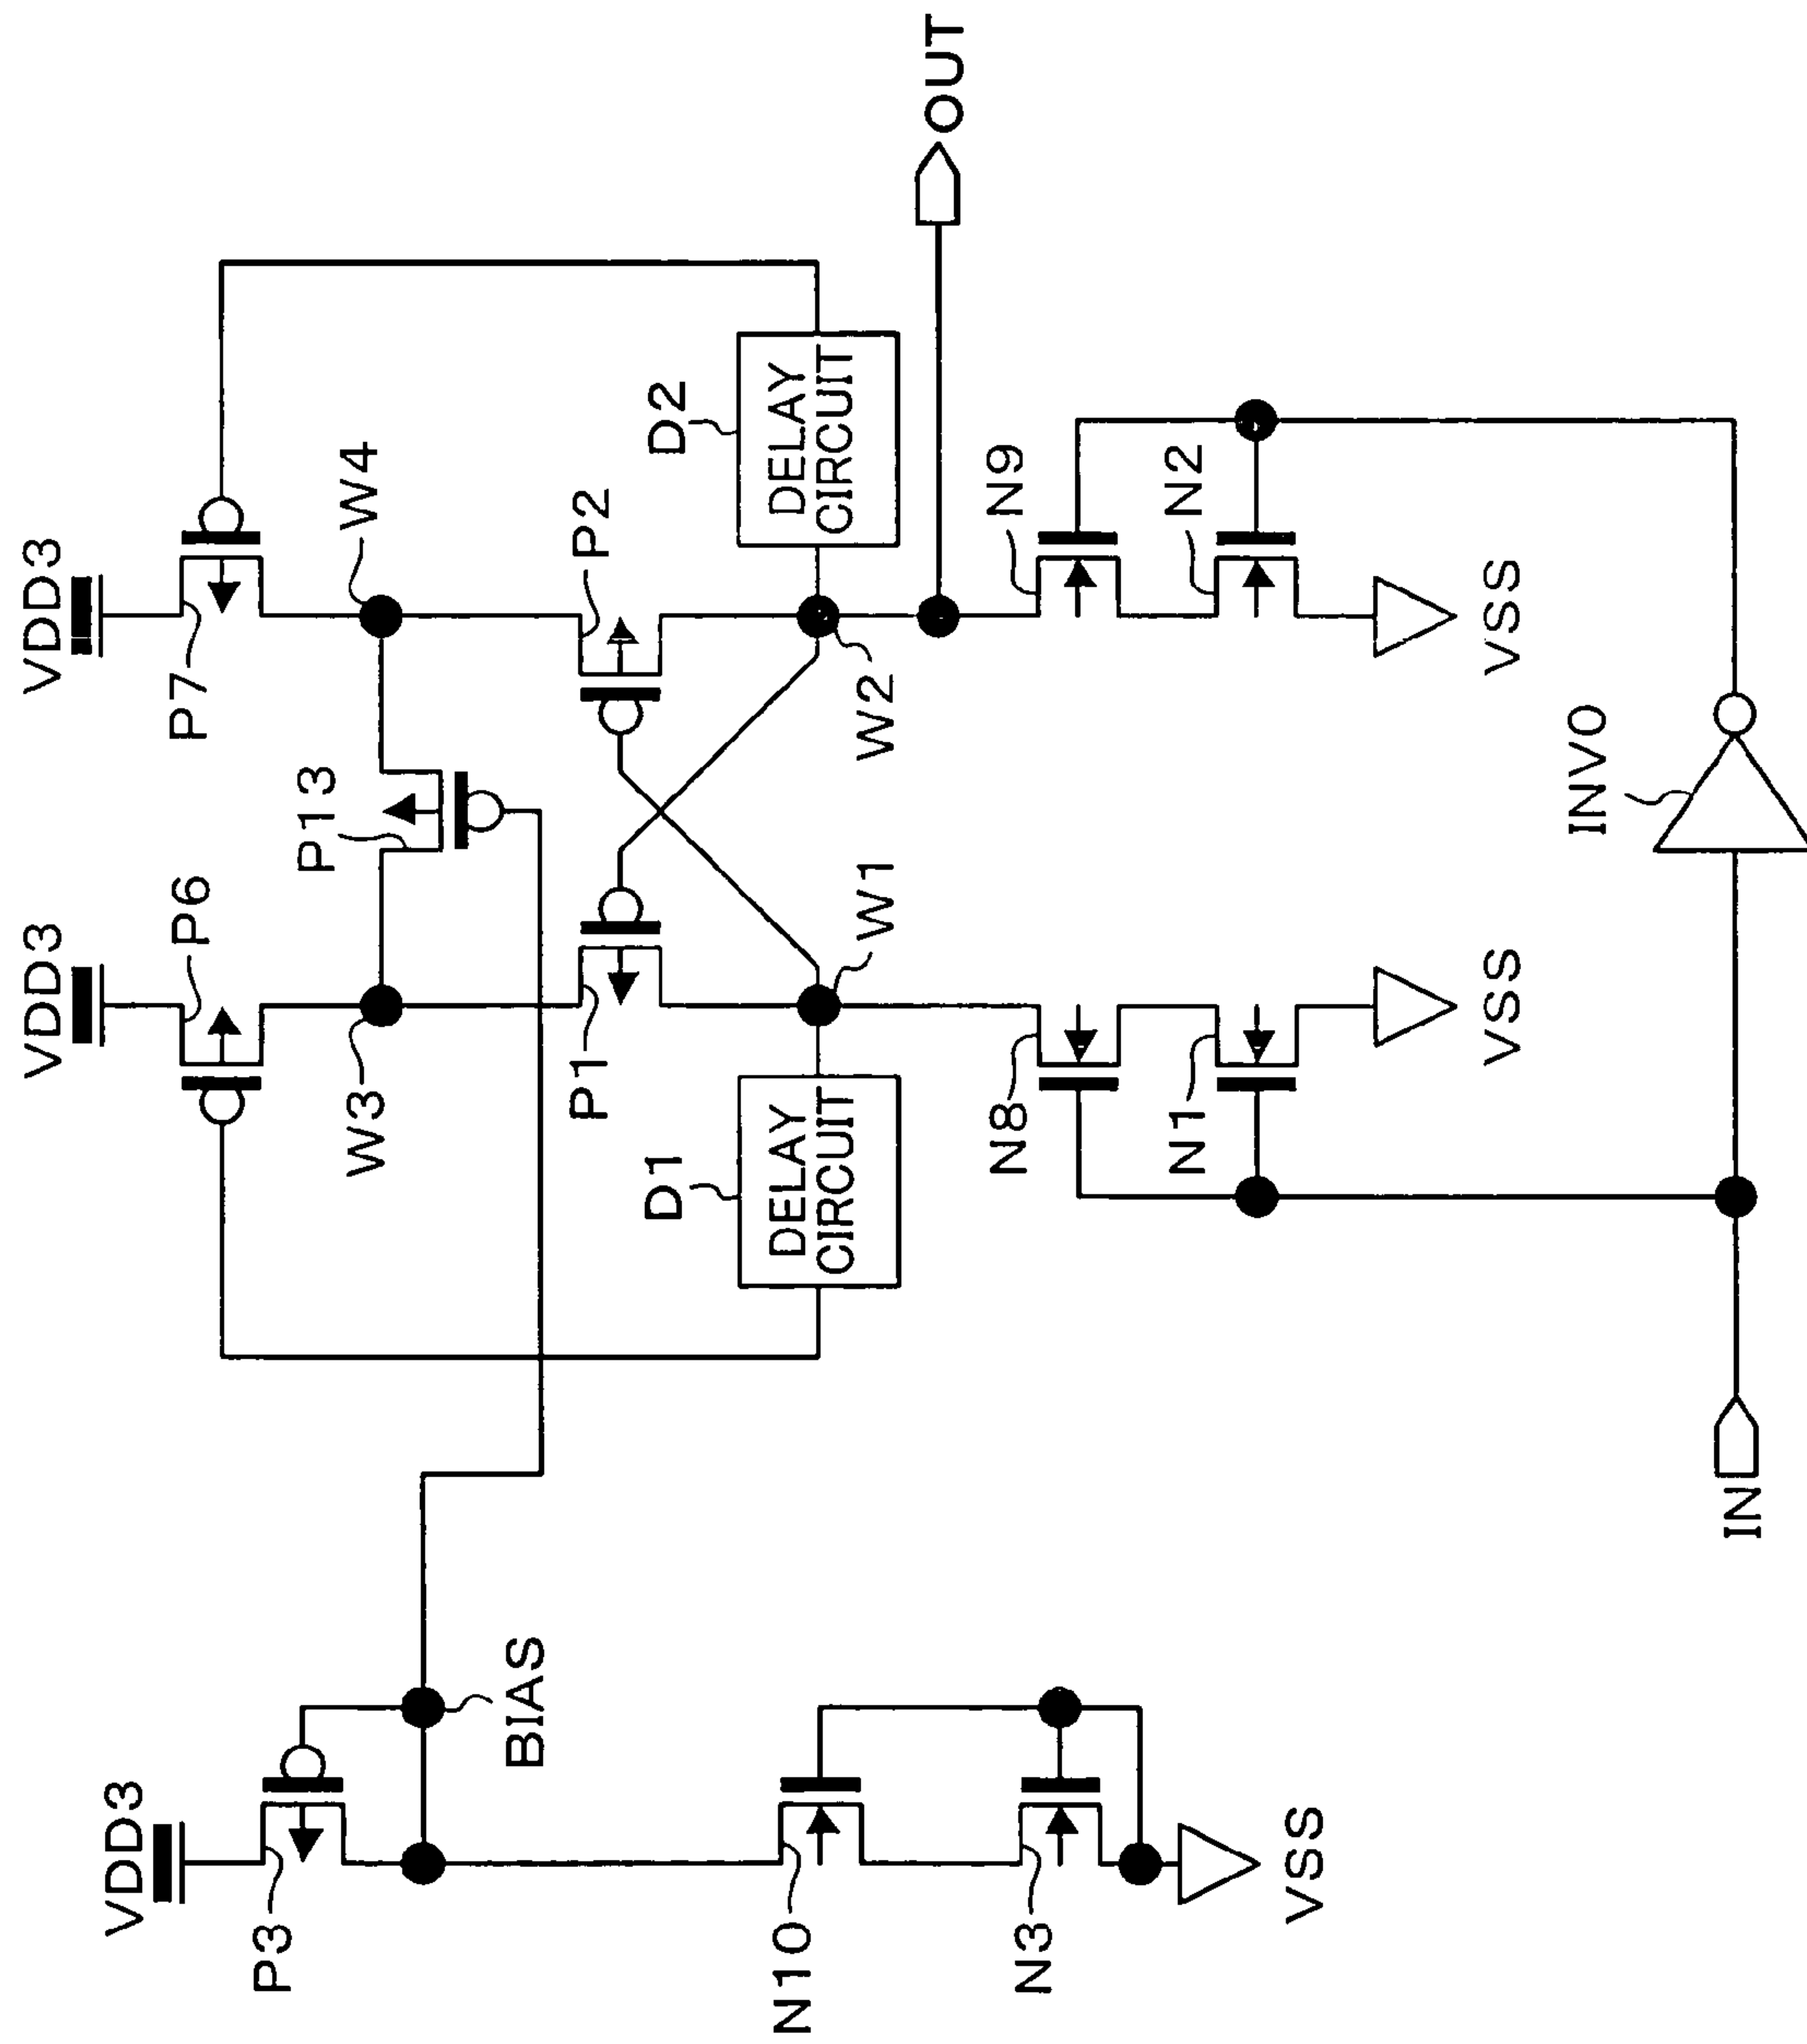 VDD3
VDD3
VDD3
P3
P6
P7
W3
P13
W4
BIAS
P1
P2
D1
DELAY
CIRCUIT
D2
DELAY
CIRCUIT
W1
W2
OUT
N10
N8
N9
N3
N1
N2
VSS
VSS
VSS
INV0
IN